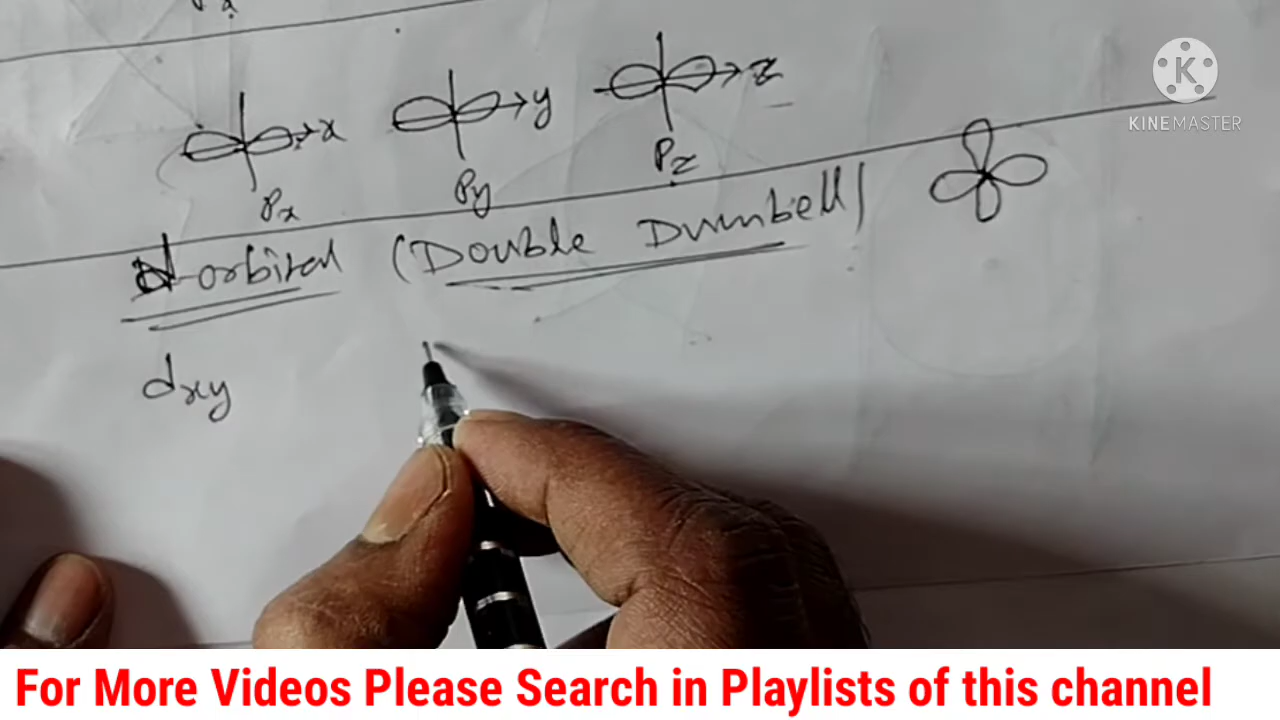 x
y
z
Px
Py
Pz
KINEMASTER
d-orbital (Double Dumbell)
dxy
For More Videos Please Search in Playlists of this channel